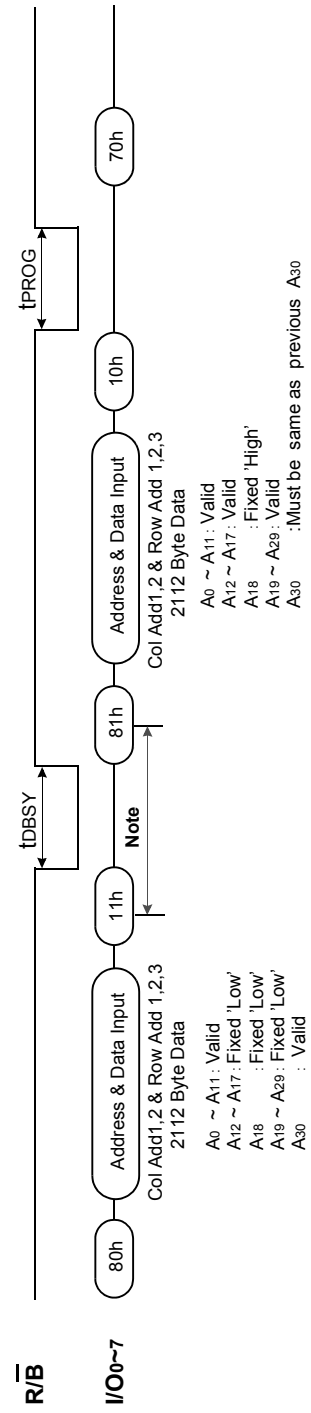 R/B
tDBSY
tPROG
I/O0~7
80h
Address & Data Input
11h
81h
Address & Data Input
10h
70h
Note
Col Add1,2 & Row Add 1,2,3
2112 Byte Data
A0 ~ A11 : Valid
A12 ~ A17 : Fixed 'Low'
A18 : Fixed 'Low'
A19 ~ A29 : Fixed 'Low'
A30 : Valid
Col Add1,2 & Row Add 1,2,3
2112 Byte Data
A0 ~ A11 : Valid
A12 ~ A17 : Valid
A18 : Fixed 'High'
A19 ~ A29 : Valid
A30 :Must be same as previous A30